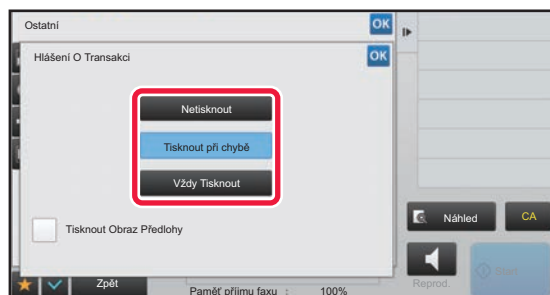 Ostatní
OK
Hlášení O Transakci
OK
Netisknout
Tisknout při chybě
Vždy Tisknout
Tisknout Obraz Předlohy
Náhled
CA
Zpět
Paměť příjmu faxu : 100%
Reprod.
Start